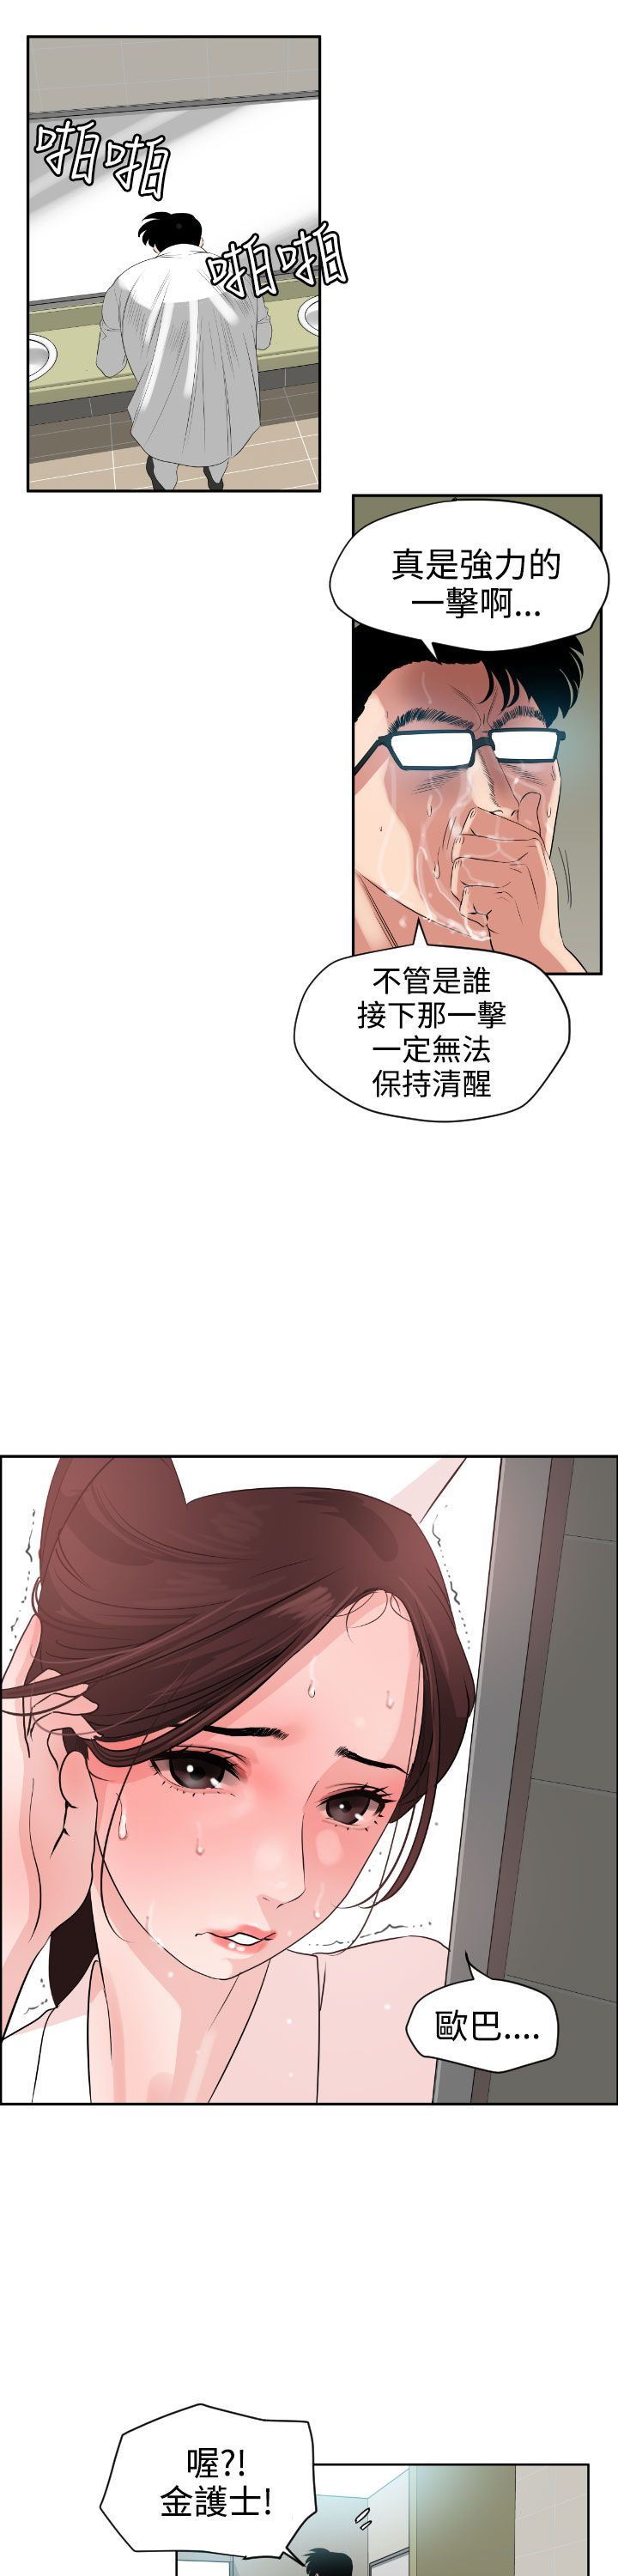 啪啪
啪啪
真是強力的
一擊啊...
不管是誰
接下那一擊
一定無法
保持清醒
歐巴....
喔?!
金護士!